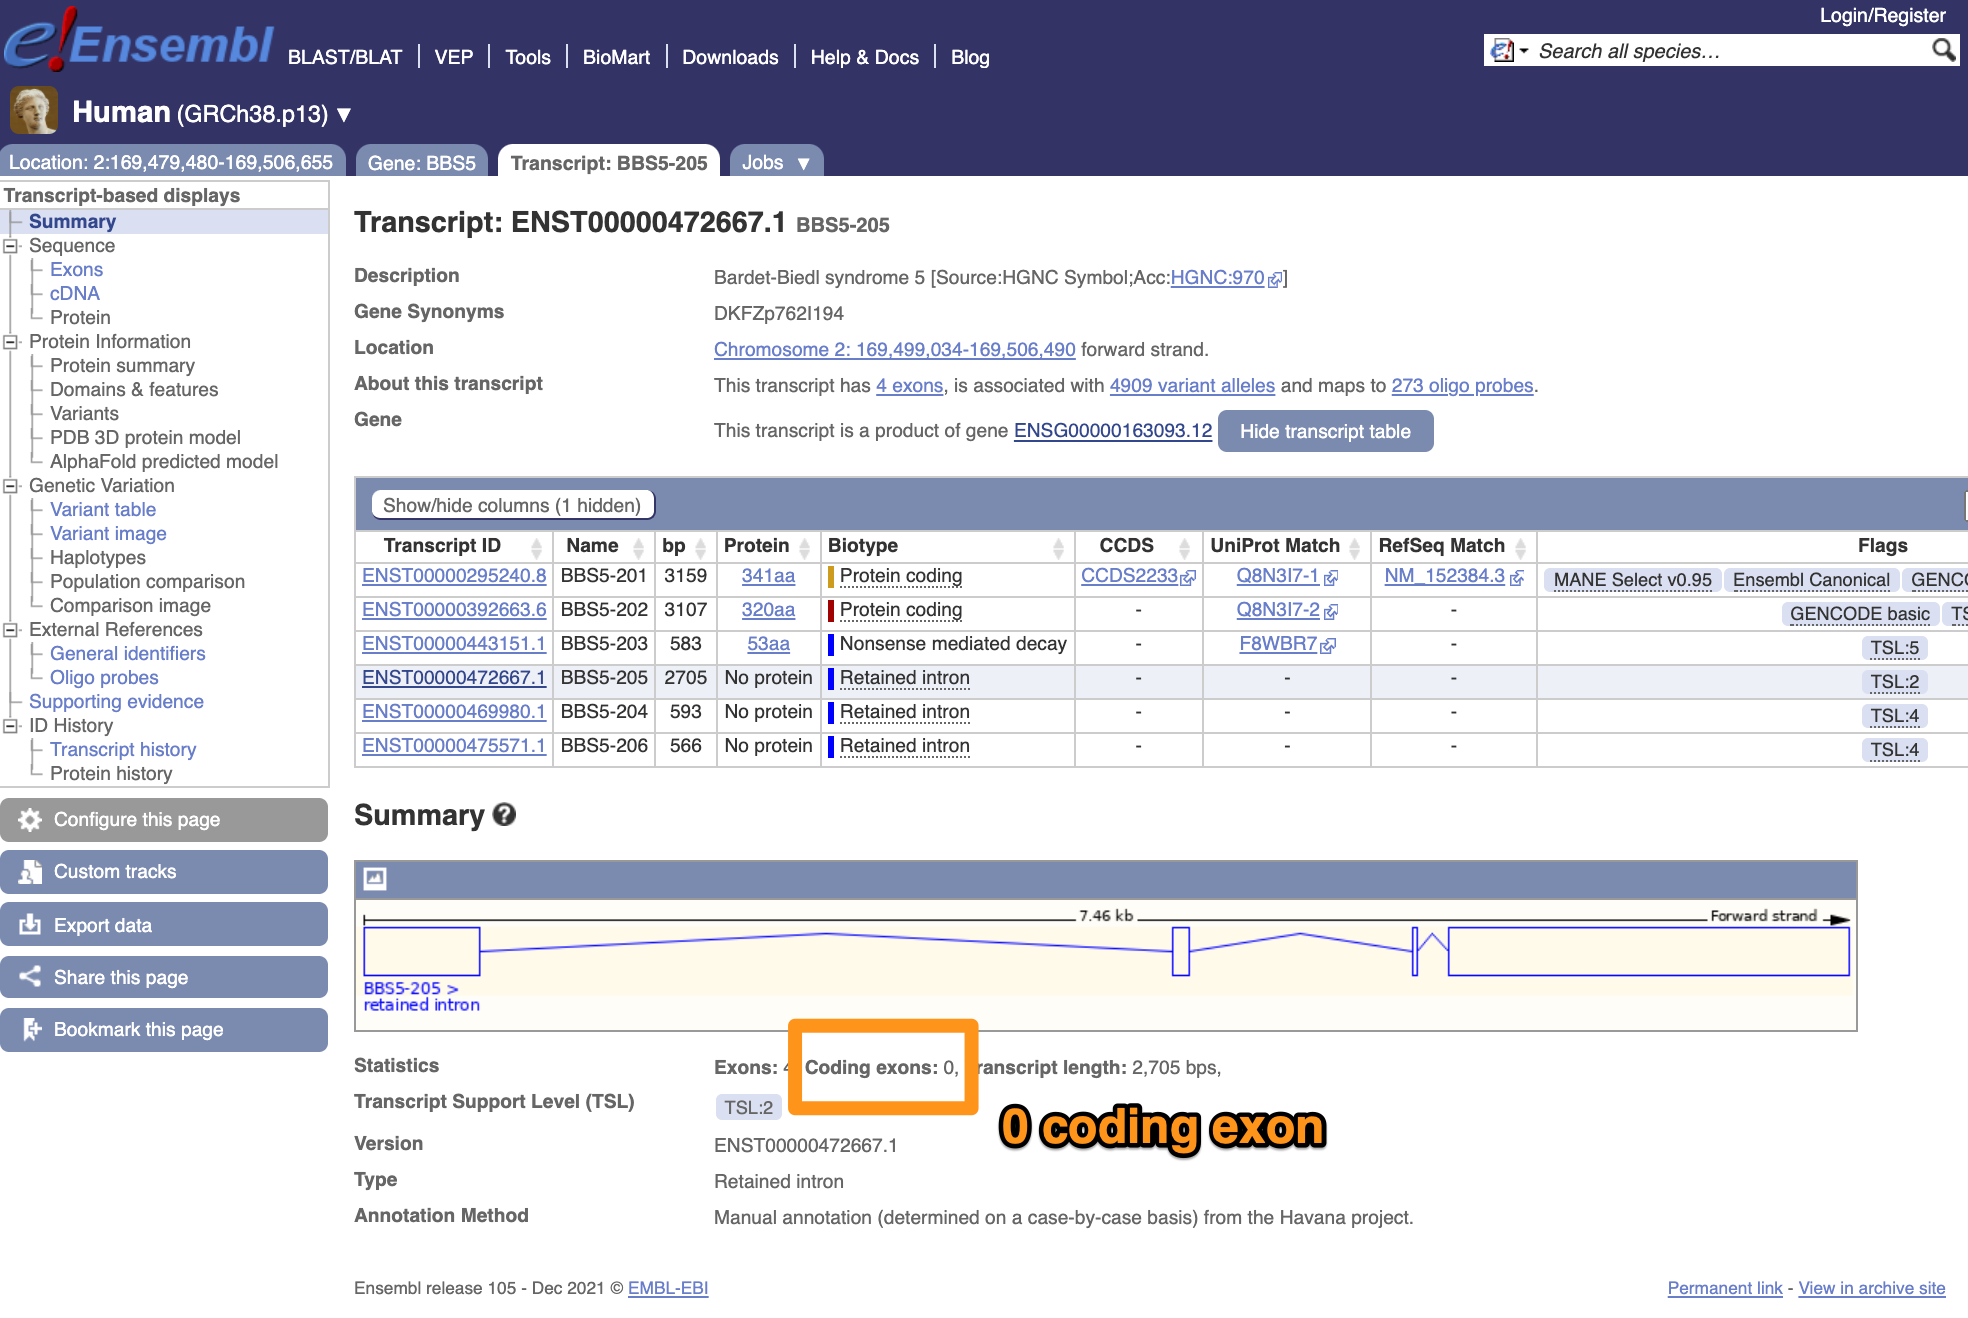 Login/Register
e!Ensembl BLAST/BLAT VEP Tools BioMart Downloads Help & Docs Blog
Search all species…
Human (GRCh38.p13) ▼
Location: 2:169,479,480-169,506,655 Gene: BBS5 Transcript: BBS5-205 Jobs ▼
Transcript-based displays
Summary
Sequence
Exons
cDNA
Protein
Protein Information
Protein summary
Domains & features
Variants
PDB 3D protein model
AlphaFold predicted model
Genetic Variation
Variant table
Variant image
Haplotypes
Population comparison
Comparison image
External References
General identifiers
Oligo probes
Supporting evidence
ID History
Transcript history
Protein history
Configure this page
Custom tracks
Export data
Share this page
Bookmark this page
Transcript: ENST00000472667.1 BBS5-205
Description Bardet-Biedl syndrome 5 [Source:HGNC Symbol;Acc:HGNC:970]
Gene Synonyms DKFZp762I194
Location Chromosome 2: 169,499,034-169,506,490 forward strand.
About this transcript This transcript has 4 exons, is associated with 4909 variant alleles and maps to 273 oligo probes.
Gene This transcript is a product of gene ENSG00000163093.12 Hide transcript table
Show/hide columns (1 hidden)
Transcript ID Name bp Protein Biotype CCDS UniProt Match RefSeq Match Flags
ENST00000295240.8 BBS5-201 3159 341aa Protein coding CCDS2233 Q8N3I7-1 NM_152384.3 MANE Select v0.95 Ensembl Canonical GENCO
ENST00000392663.6 BBS5-202 3107 320aa Protein coding - Q8N3I7-2 - GENCODE basic TS
ENST00000443151.1 BBS5-203 583 53aa Nonsense mediated decay - F8WBR7 - TSL:5
ENST00000472667.1 BBS5-205 2705 No protein Retained intron - - - TSL:2
ENST00000469980.1 BBS5-204 593 No protein Retained intron - - - TSL:4
ENST00000475571.1 BBS5-206 566 No protein Retained intron - - - TSL:4
Summary ?
7.46 kb Forward strand
BBS5-205 >
retained intron
Statistics Exons: Coding exons: 0, ranscript length: 2,705 bps,
Transcript Support Level (TSL) TSL:2
0 coding exon
Version ENST00000472667.1
Type Retained intron
Annotation Method Manual annotation (determined on a case-by-case basis) from the Havana project.
Ensembl release 105 - Dec 2021 © EMBL-EBI
Permanent link - View in archive site